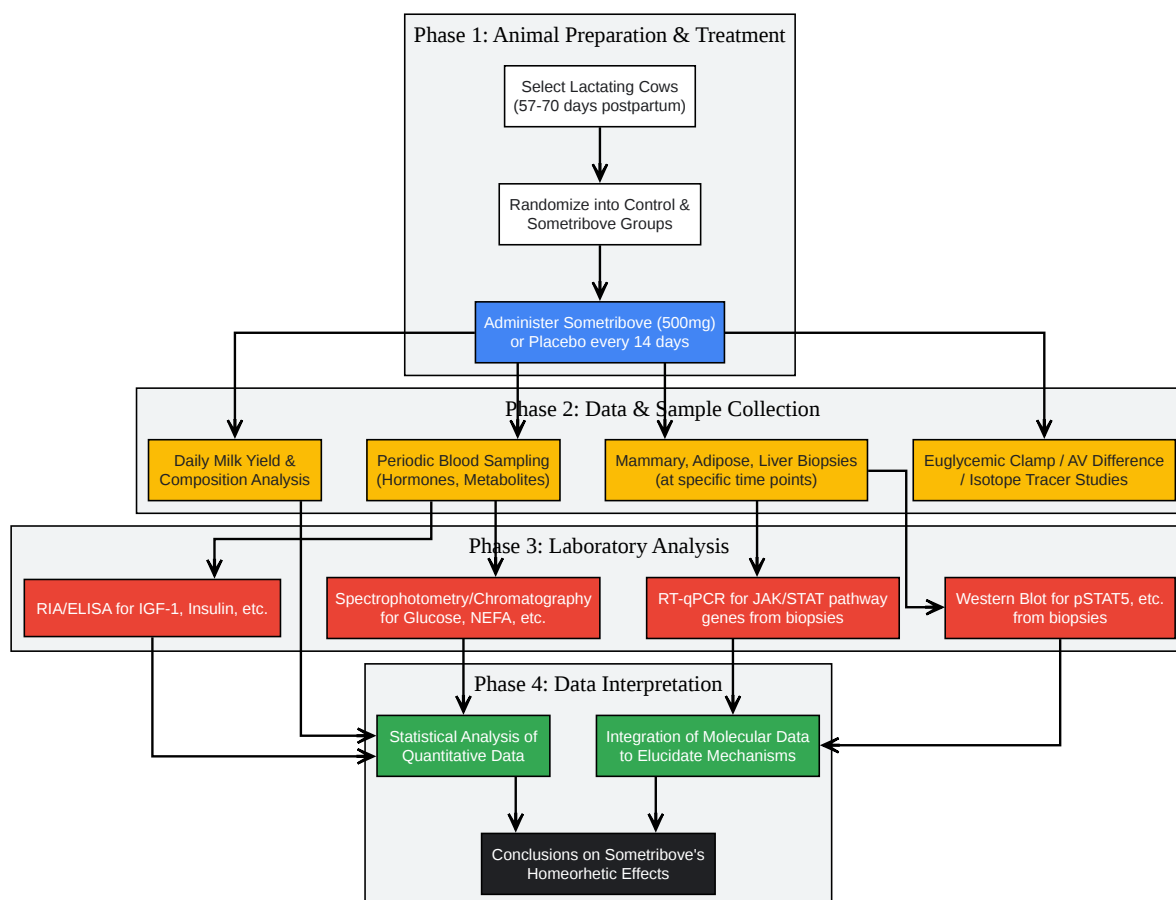 Phase 1: Animal Preparation & Treatment
Select Lactating Cows
(57-70 days postpartum)
Randomize into Control &
Sometribove Groups
Administer Sometribove (500mg)
or Placebo every 14 days
Phase 2: Data & Sample Collection
Daily Milk Yield &
Composition Analysis
Periodic Blood Sampling
(Hormones, Metabolites)
Mammary, Adipose, Liver Biopsies
(at specific time points)
Euglycemic Clamp / AV Difference
/ Isotope Tracer Studies
Phase 3: Laboratory Analysis
RIA/ELISA for IGF-1, Insulin, etc.
Spectrophotometry/Chromatography
for Glucose, NEFA, etc.
RT-qPCR for JAK/STAT pathway
genes from biopsies
Western Blot for pSTAT5, etc.
from biopsies
Phase 4: Data Interpretation
Statistical Analysis of
Quantitative Data
Integration of Molecular Data
to Elucidate Mechanisms
Conclusions on Sometribove's
Homeorhetic Effects